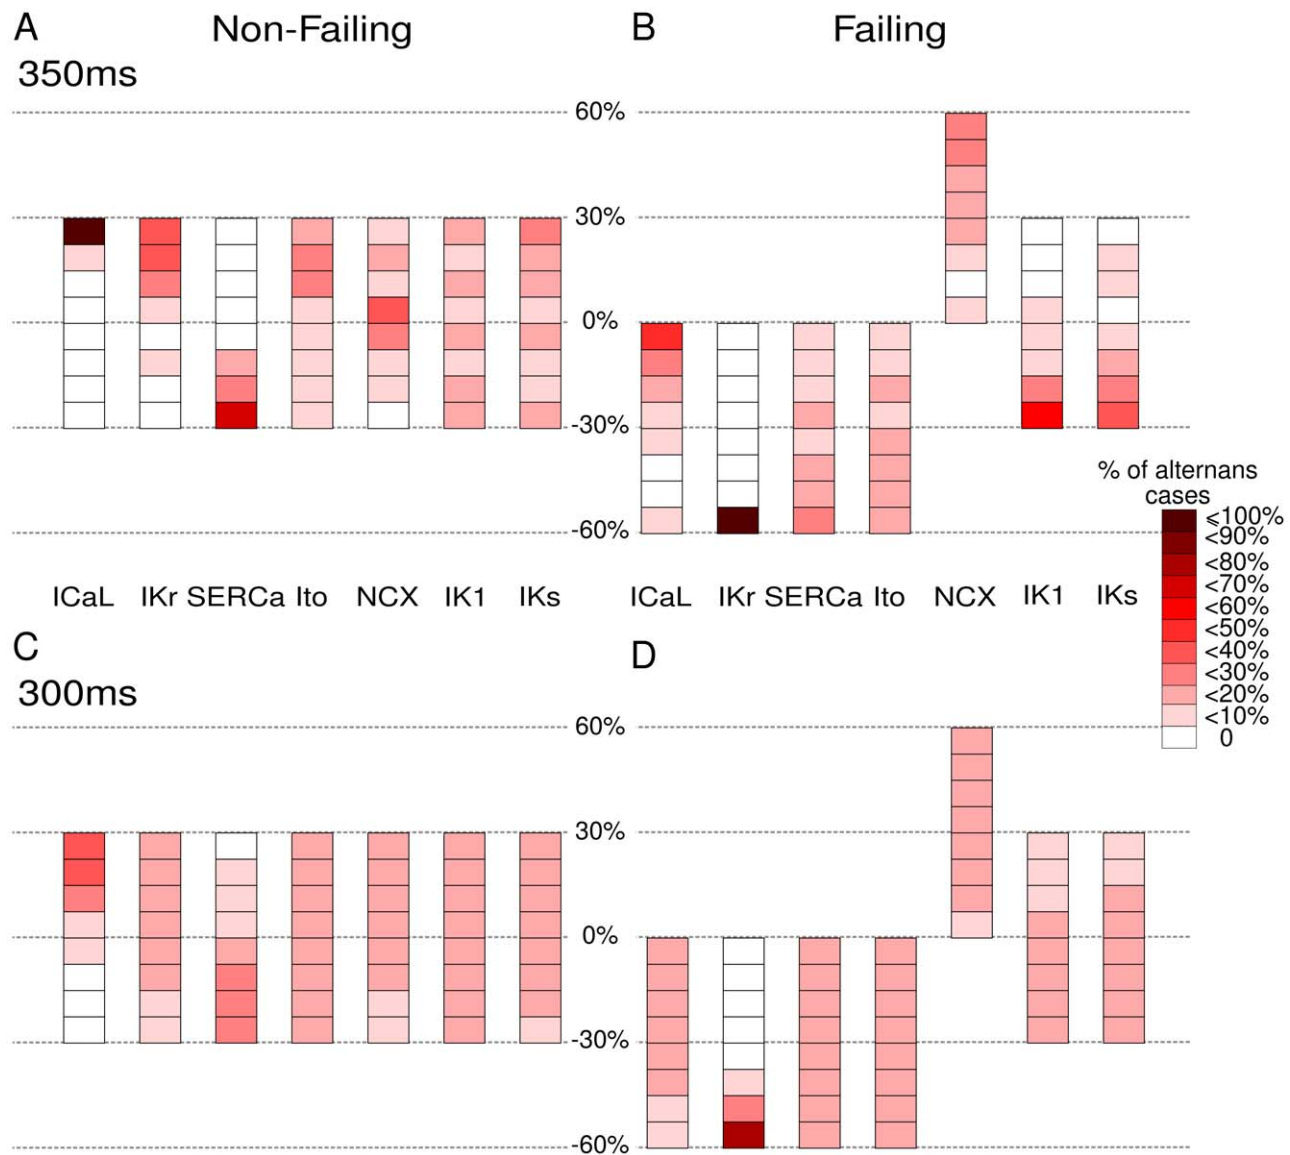 A Non-Failing B Failing
350ms
60%
30%
0%
-30%
-60%
% of alternans
cases
⩽100%
<90%
<80%
<70%
<60%
<50%
<40%
<30%
<20%
<10%
0
ICaL IKr SERCa Ito NCX IK1 IKs
ICaL IKr SERCa Ito NCX IK1 IKs
C D
300ms
60%
30%
0%
-30%
-60%